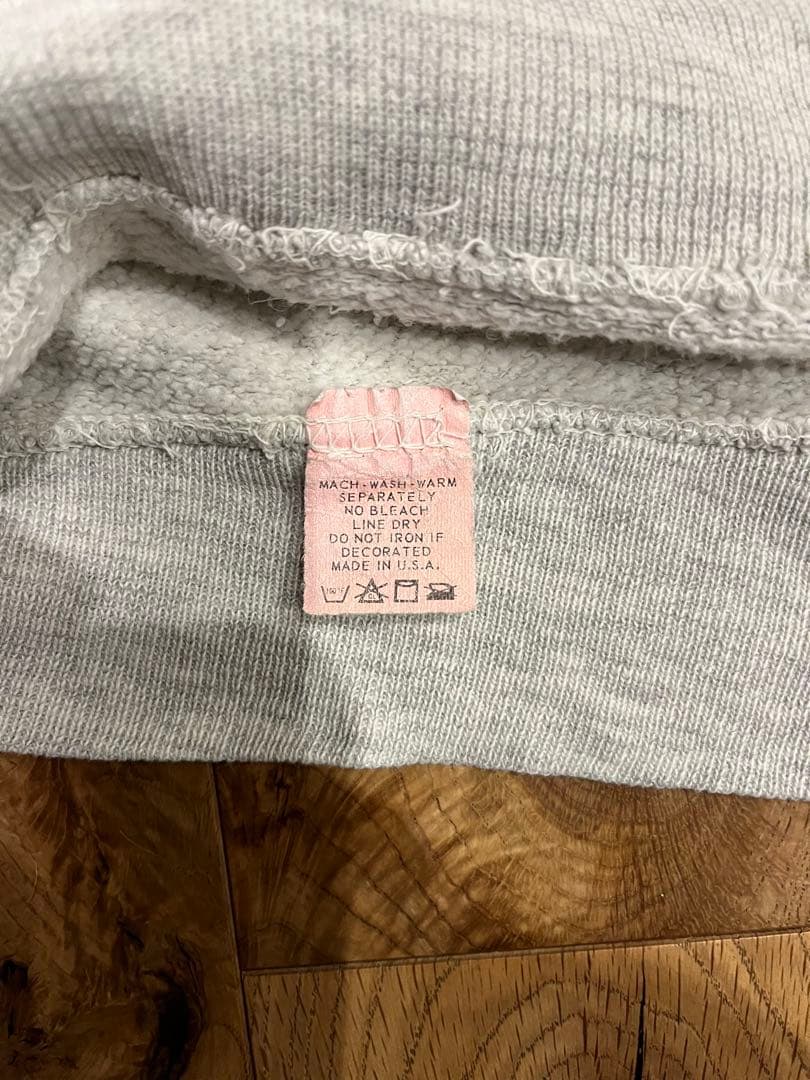 MACH-WASH-WARM
SEPARATELY
NO BLEACH
LINE DRY
DO NOT IRON IF
DECORATED
MADE IN U.S.A.